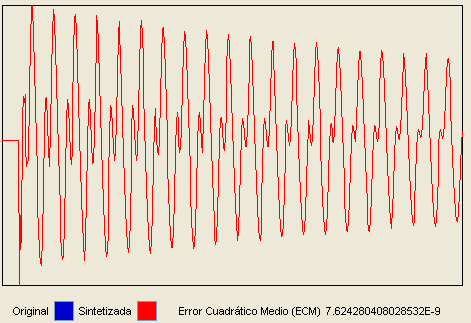 Original Sintetizada Error Cuadrático Medio (ECM) 7.624280408028532E-9